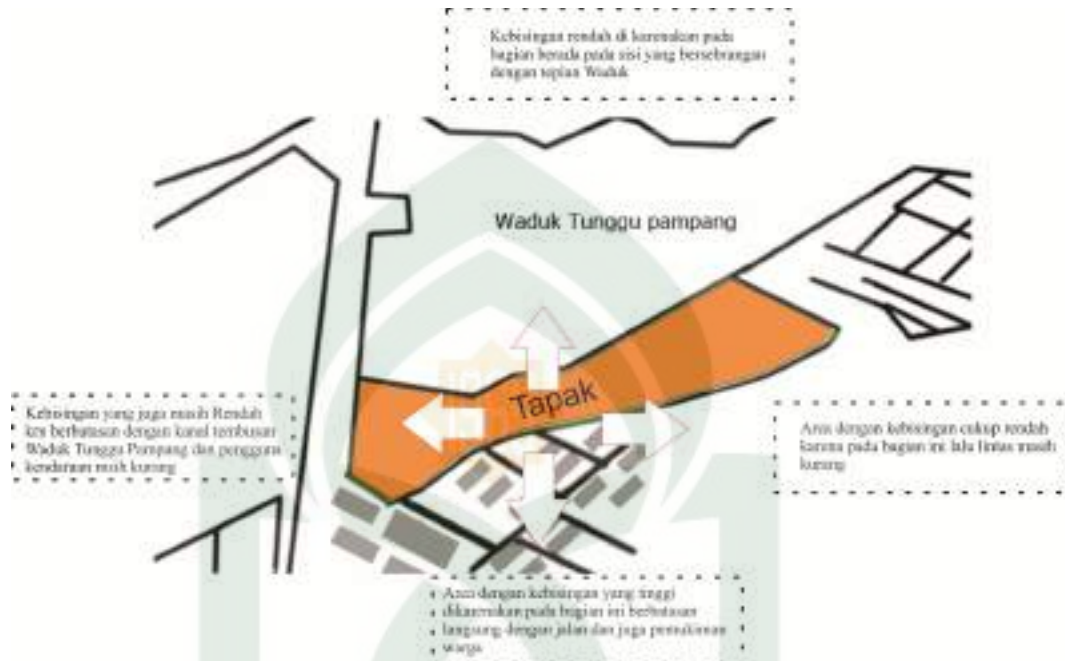 Kebisingan rendah di karenakan pada
bagian berada pada sisi yang bersebrangan
dengan tepian Waduk
Waduk Tunggu pampang
Tapak
Kebisingan yang juga masih Rendah
krn berbatasan dengan kanal tembusan
Waduk Tunggu Pampang dan pengguna
kendaraan masih kurang
Area dengan kebisingan cukup rendah
karena pada bagian ini lalu lintas masih
kurang
Area dengan kebisingan yang tinggi
dikarenakan pada bagian ini berbatasan
langsung dengan jalan dan juga pemukiman
warga